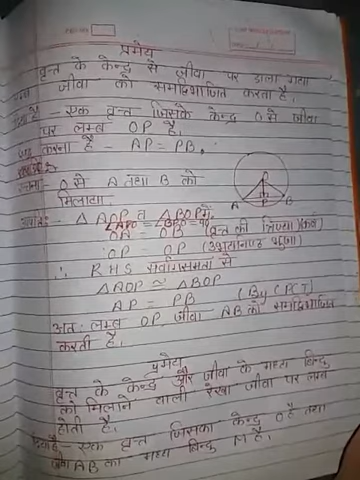 प्रमेय
वृत्त के केन्द्र से जीवा पर डाला गया
लम्ब जीवा को समद्विभाजित करता है।
दिया है - एक वृत्त जिसके केन्द्र O से जीवा
पर लम्ब OP है।
सिद्ध करना है - AP = PB.
रचना - O से A तथा B को
मिलाया
O
A P B
- △AOP व △BOP में
∠APO = ∠BPO = 90°
OA = OB (वृत्त की त्रिज्या)(कर्ण)
OP = OP (उभयनिष्ठ भुजा)
∴ RHS सर्वांगसमता से
△AOP ≅ △BOP
AP = PB (By CPCT)
अतः लम्ब OP जीवा AB को समद्विभाजित
करती है।
प्रमेय
वृत्त के केन्द्र और जीवा के मध्य बिन्दु
को मिलाने वाली रेखा जीवा पर लम्ब
होती है।
दिया है - एक वृत्त जिसका केन्द्र O है तथा
जीवा AB का मध्य बिन्दु M है।